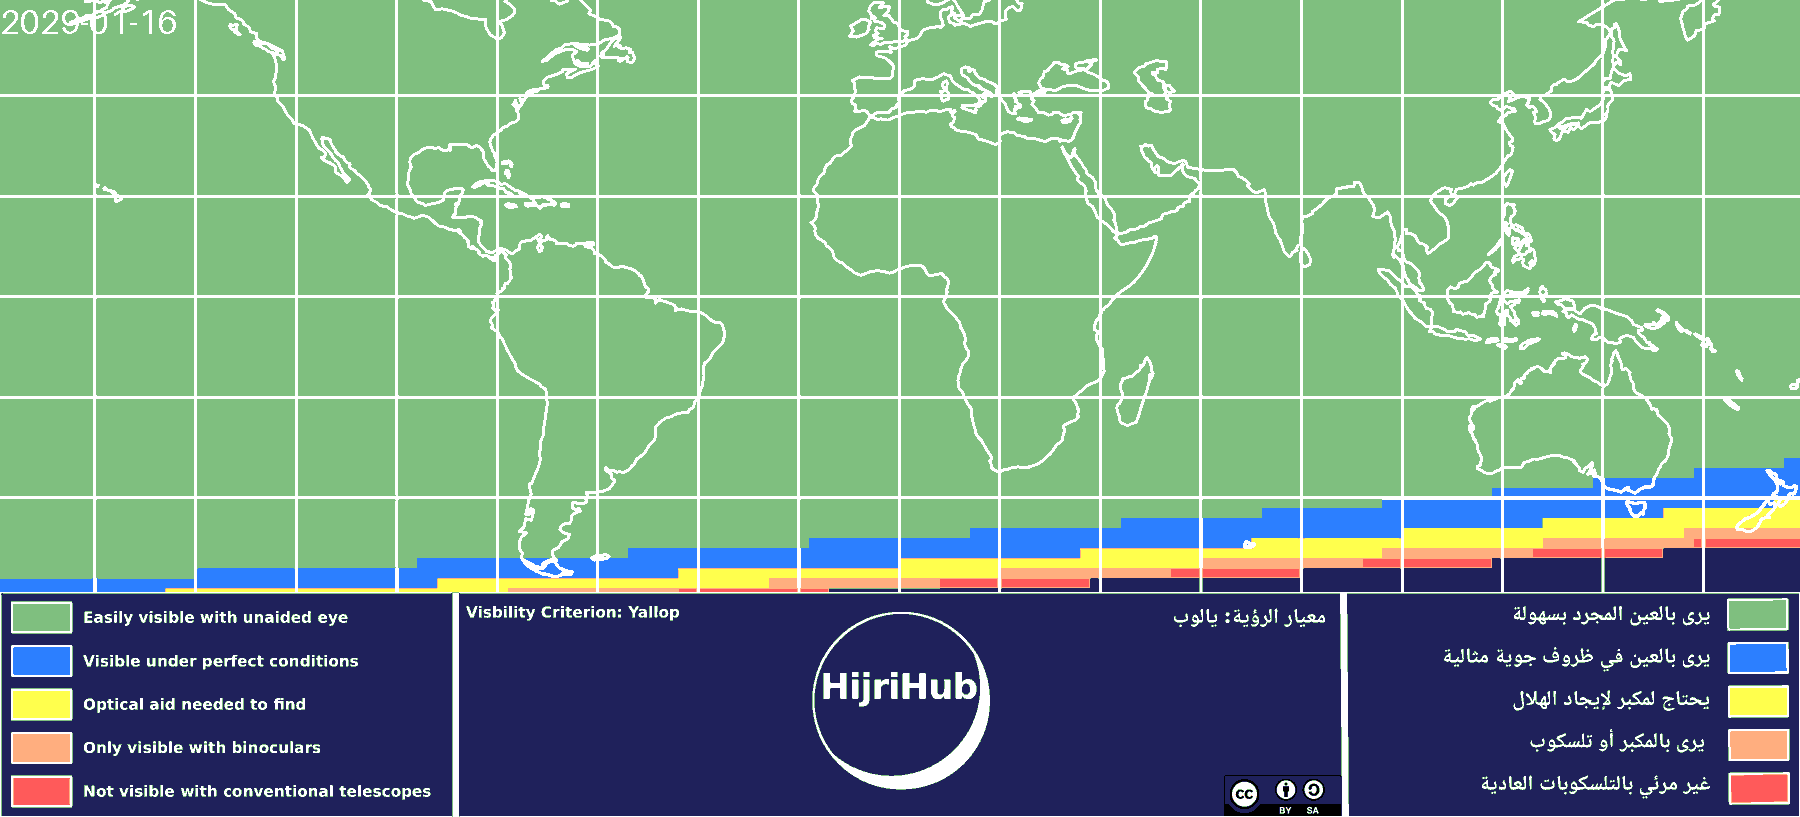 2029-01-16
Easily visible with unaided eye
Visible under perfect conditions
Optical aid needed to find
Only visible with binoculars
Not visible with conventional telescopes
Visbility Criterion: Yallop
معيار الرؤية: يالوب
HijriHub
cc
BY SA
يرى بالعين المجرد بسهولة
يرى بالعين في ظروف جوية مثالية
يحتاج لمكبر لإيجاد الهلال
يرى بالمكبر أو تلسكوب
غير مرئي بالتلسكوبات العادية